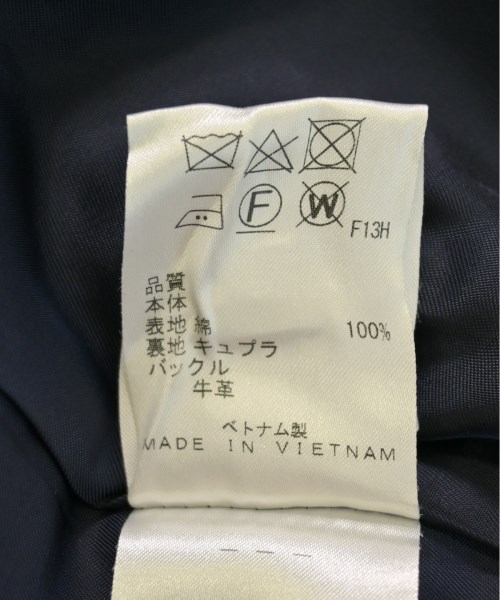 F
W
F13H
品質
本体
表地 綿 100%
裏地 キュプラ
バックル
牛革
ベトナム製
MADE IN VIETNAM